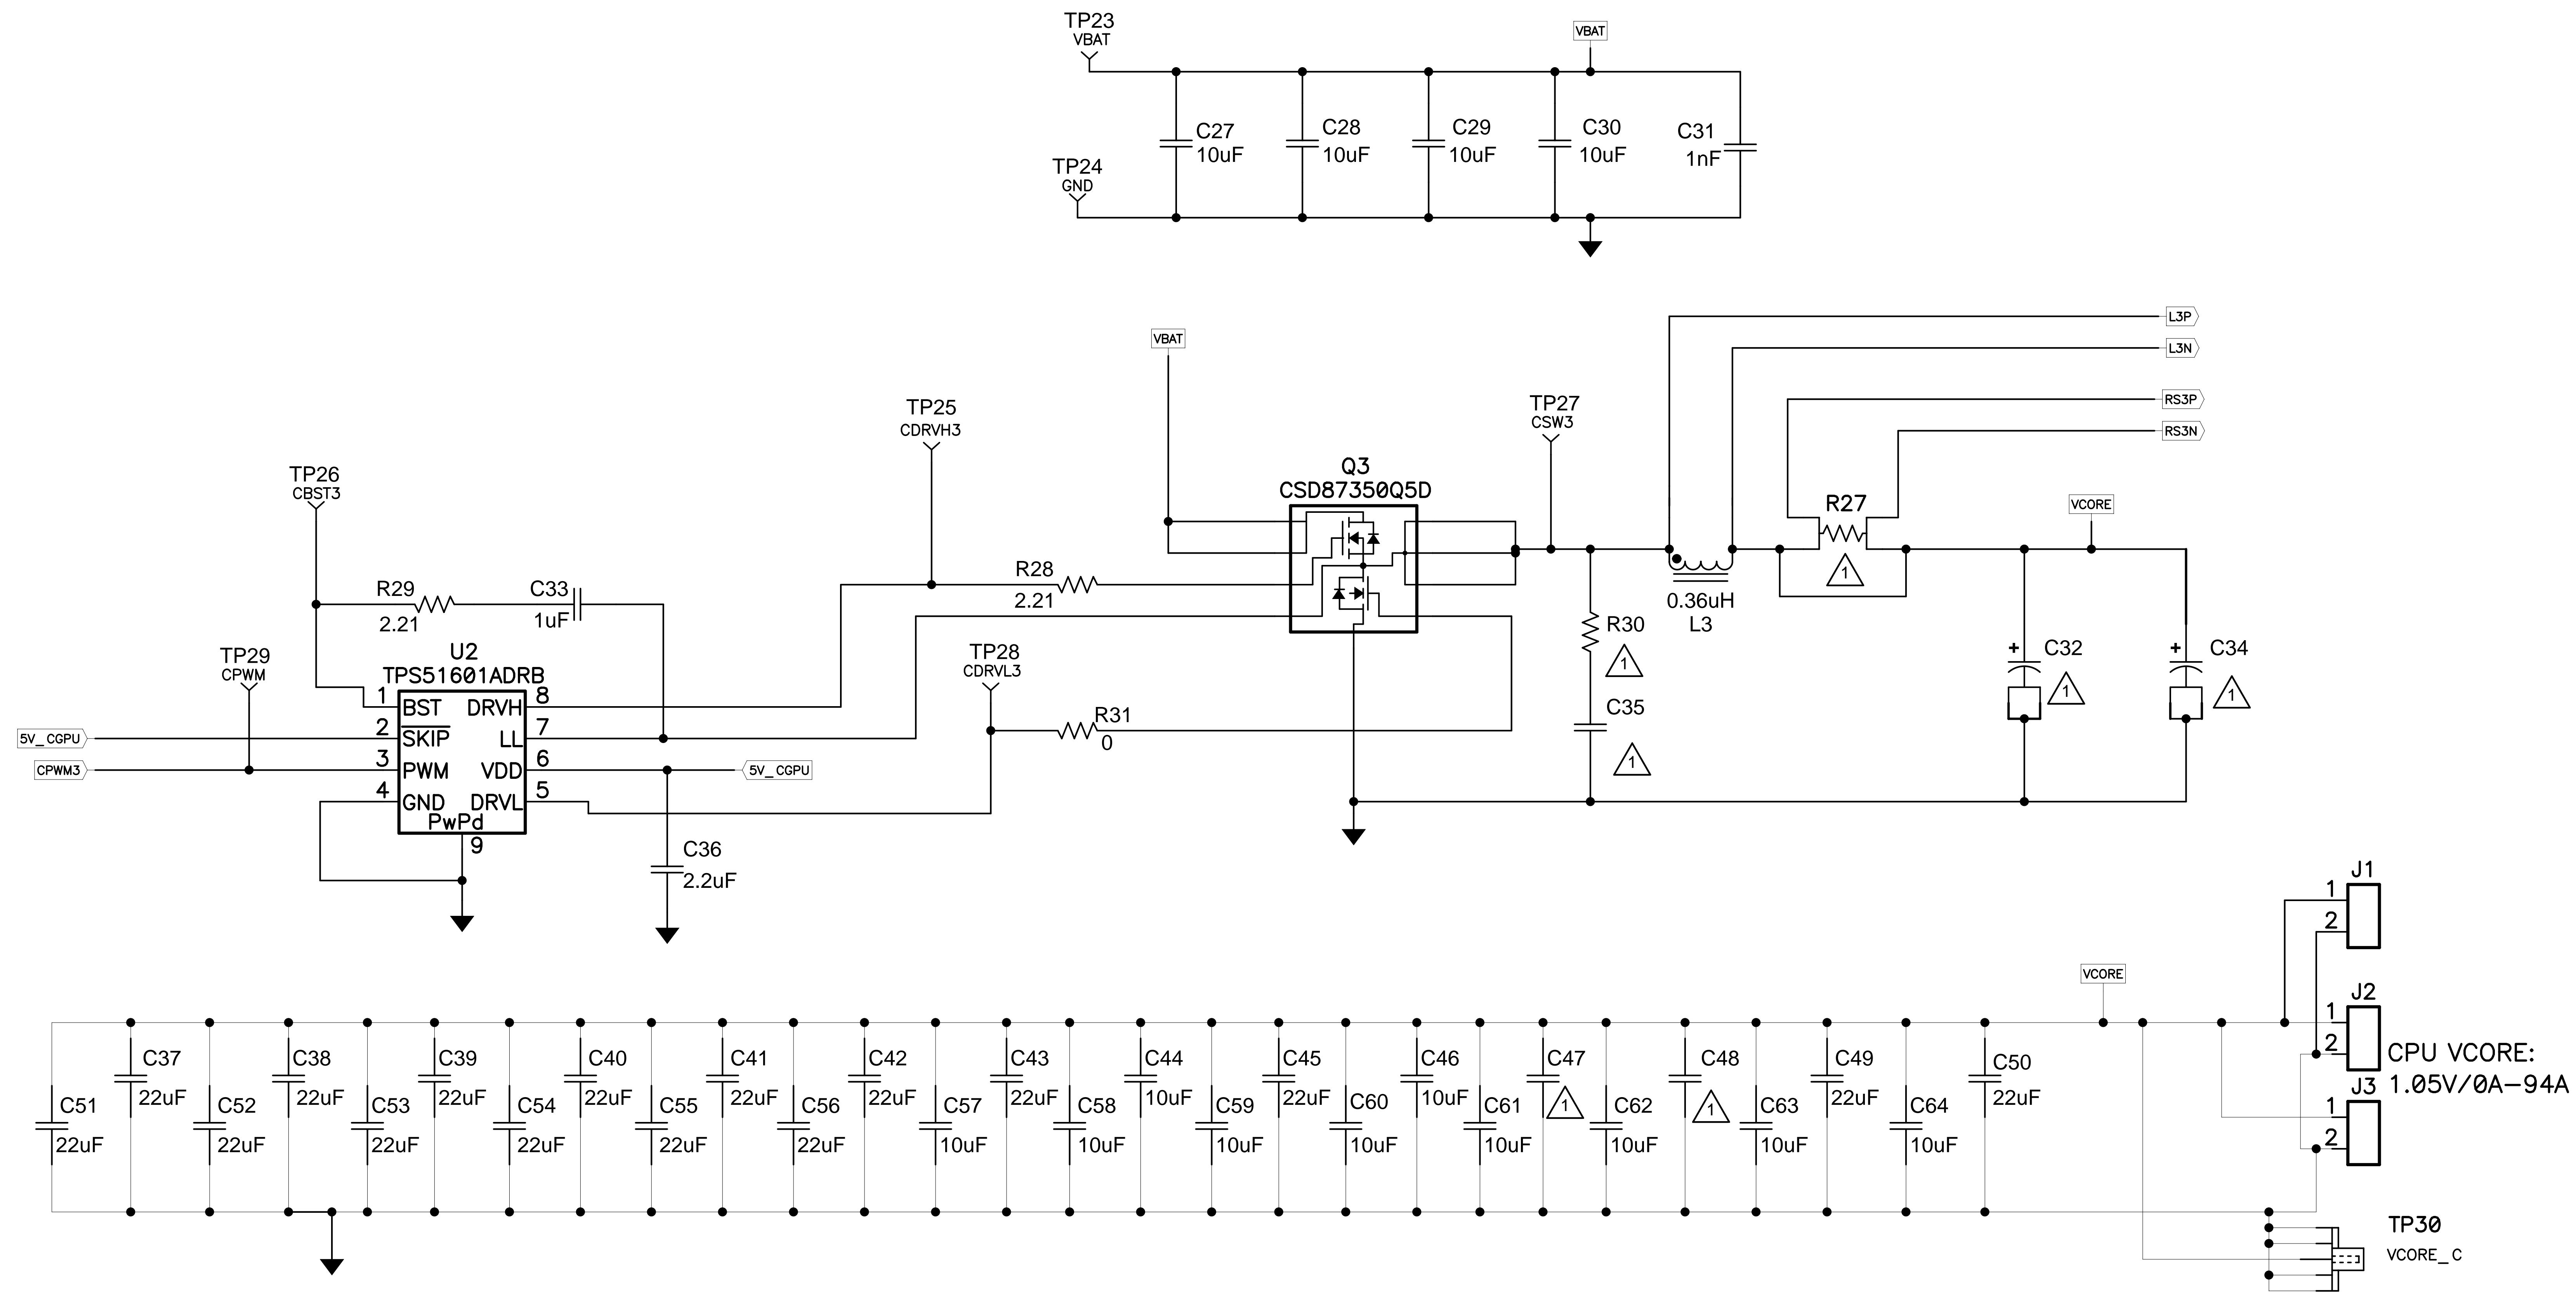 TP23
VBAT
VBAT
C27
10uF
C28
10uF
C29
10uF
C30
10uF
C31
1nF
TP24
GND
L3P
L3N
RS3P
RS3N
VBAT
TP25
CDRVH3
TP27
CSW3
TP26
CBST3
Q3
CSD87350Q5D
R27
1
VCORE
R29
2.21
C33
1uF
R28
2.21
0.36uH
L3
R30
1
C35
1
C32
1
C34
1
TP29
CPWM
U2
TPS51601ADRB
TP28
CDRVL3
R31
0
5V_CGPU
CPWM3
1
BST
2
SKIP
3
PWM
4
GND
DRVH
8
LL
7
VDD
6
DRVL
5
PwPd
9
5V_CGPU
C36
2.2uF
J1
1
2
VCORE
J2
1
2
CPU VCORE:
1.05V/0A-94A
J3
1
2
C37
22uF
C38
22uF
C39
22uF
C40
22uF
C41
22uF
C42
22uF
C43
22uF
C44
10uF
C45
22uF
C46
10uF
C47
1
C48
1
C49
22uF
C50
22uF
C51
22uF
C52
22uF
C53
22uF
C54
22uF
C55
22uF
C56
22uF
C57
10uF
C58
10uF
C59
10uF
C60
10uF
C61
10uF
C62
10uF
C63
10uF
C64
10uF
TP30
VCORE_C